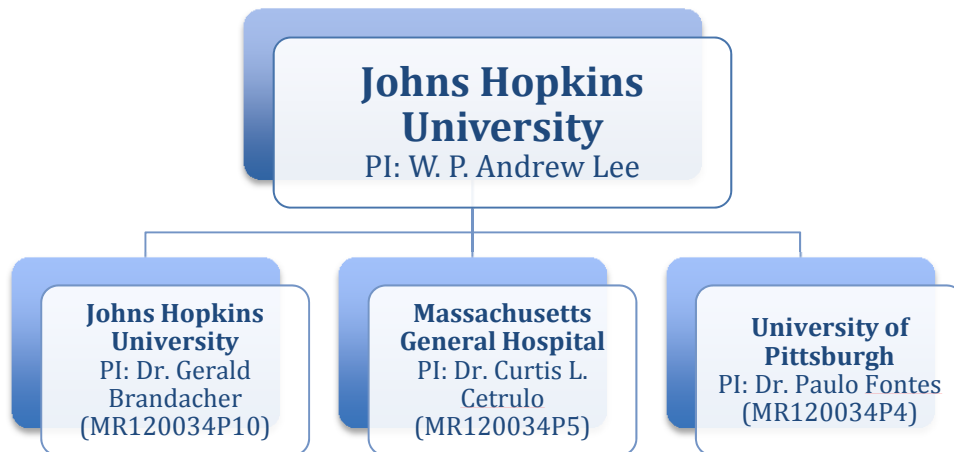 Johns Hopkins
University
PI: W. P. Andrew Lee
Johns Hopkins
University
PI: Dr. Gerald
Brandacher
(MR120034P10)
Massachusetts
General Hospital
PI: Dr. Curtis L.
Cetrulo
(MR120034P5)
University of
Pittsburgh
PI: Dr. Paulo Fontes
(MR120034P4)